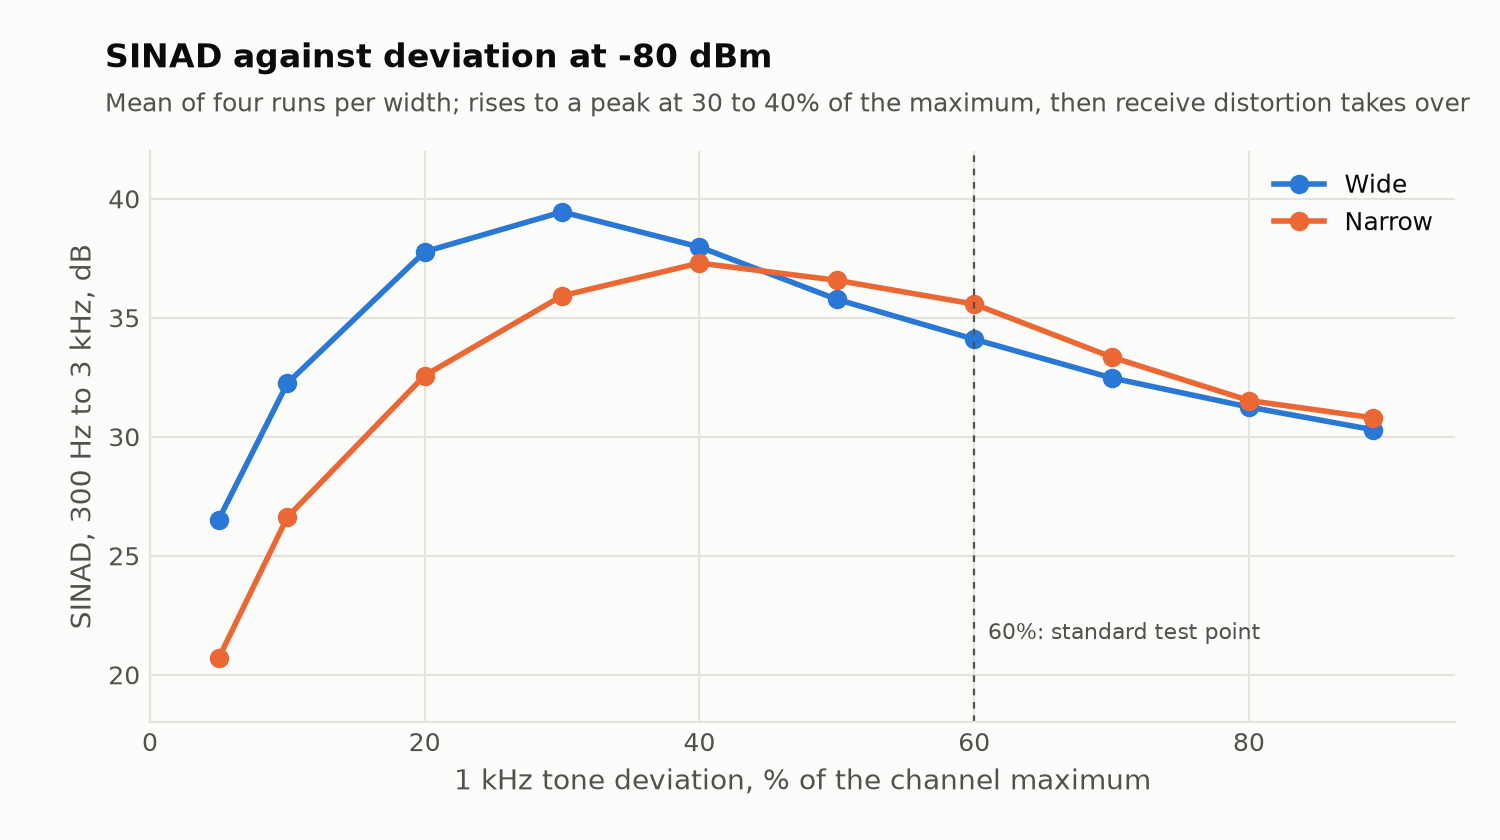 SINAD against deviation at -80 dBm
Mean of four runs per width; rises to a peak at 30 to 40% of the maximum, then receive distortion takes over
Wide
Narrow
SINAD, 300 Hz to 3 kHz, dB
40
35
30
25
20
60%: standard test point
0
20
40
60
80
1 kHz tone deviation, % of the channel maximum